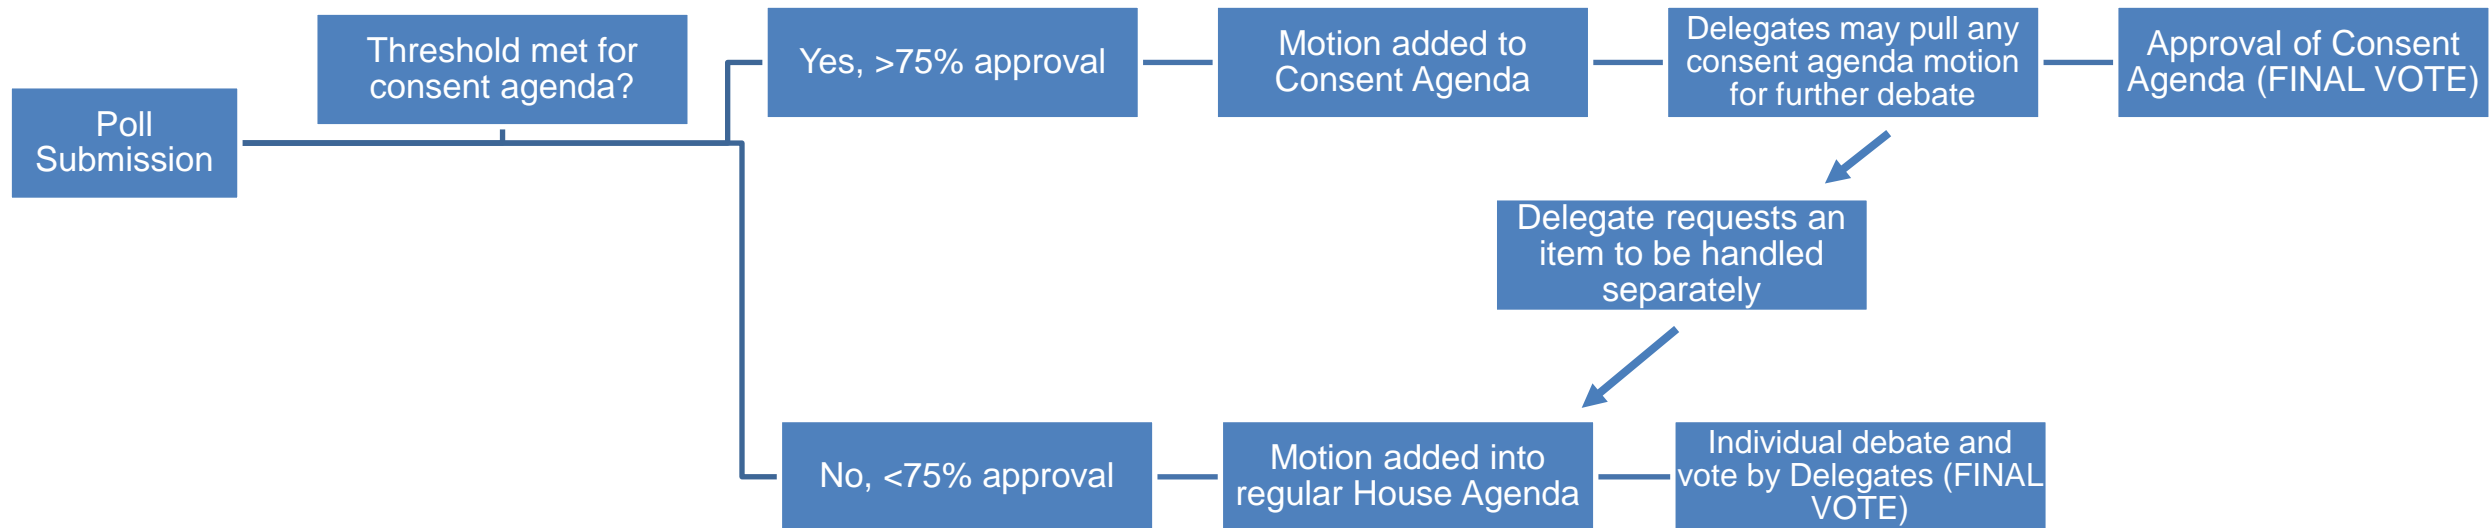 Poll
Submission
Threshold met for
consent agenda?
Yes, >75% approval
Motion added to
Consent Agenda
Delegates may pull any
consent agenda motion
for further debate
Approval of Consent
Agenda (FINAL VOTE)
Delegate requests an
item to be handled
separately
No, <75% approval
Motion added into
regular House Agenda
Individual debate and
vote by Delegates (FINAL
VOTE)